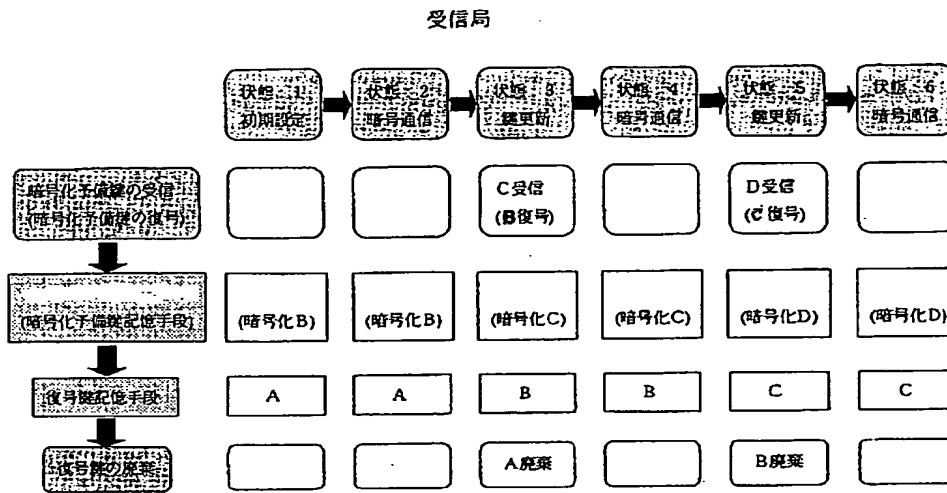 受信局
状態 1
初期設定
状態 2
暗号通信
状態 3
鍵更新
状態 4
暗号通信
状態 5
鍵更新
状態 6
暗号通信
暗号化予備鍵の受信
(暗号化予備鍵の復号)
C受信
(B復号)
D受信
(C復号)
(暗号化予備鍵記憶手段)
(暗号化B)
(暗号化B)
(暗号化C)
(暗号化C)
(暗号化D)
(暗号化D)
復号鍵記憶手段
A
A
B
B
C
C
復号鍵の廃棄
A廃棄
B廃棄